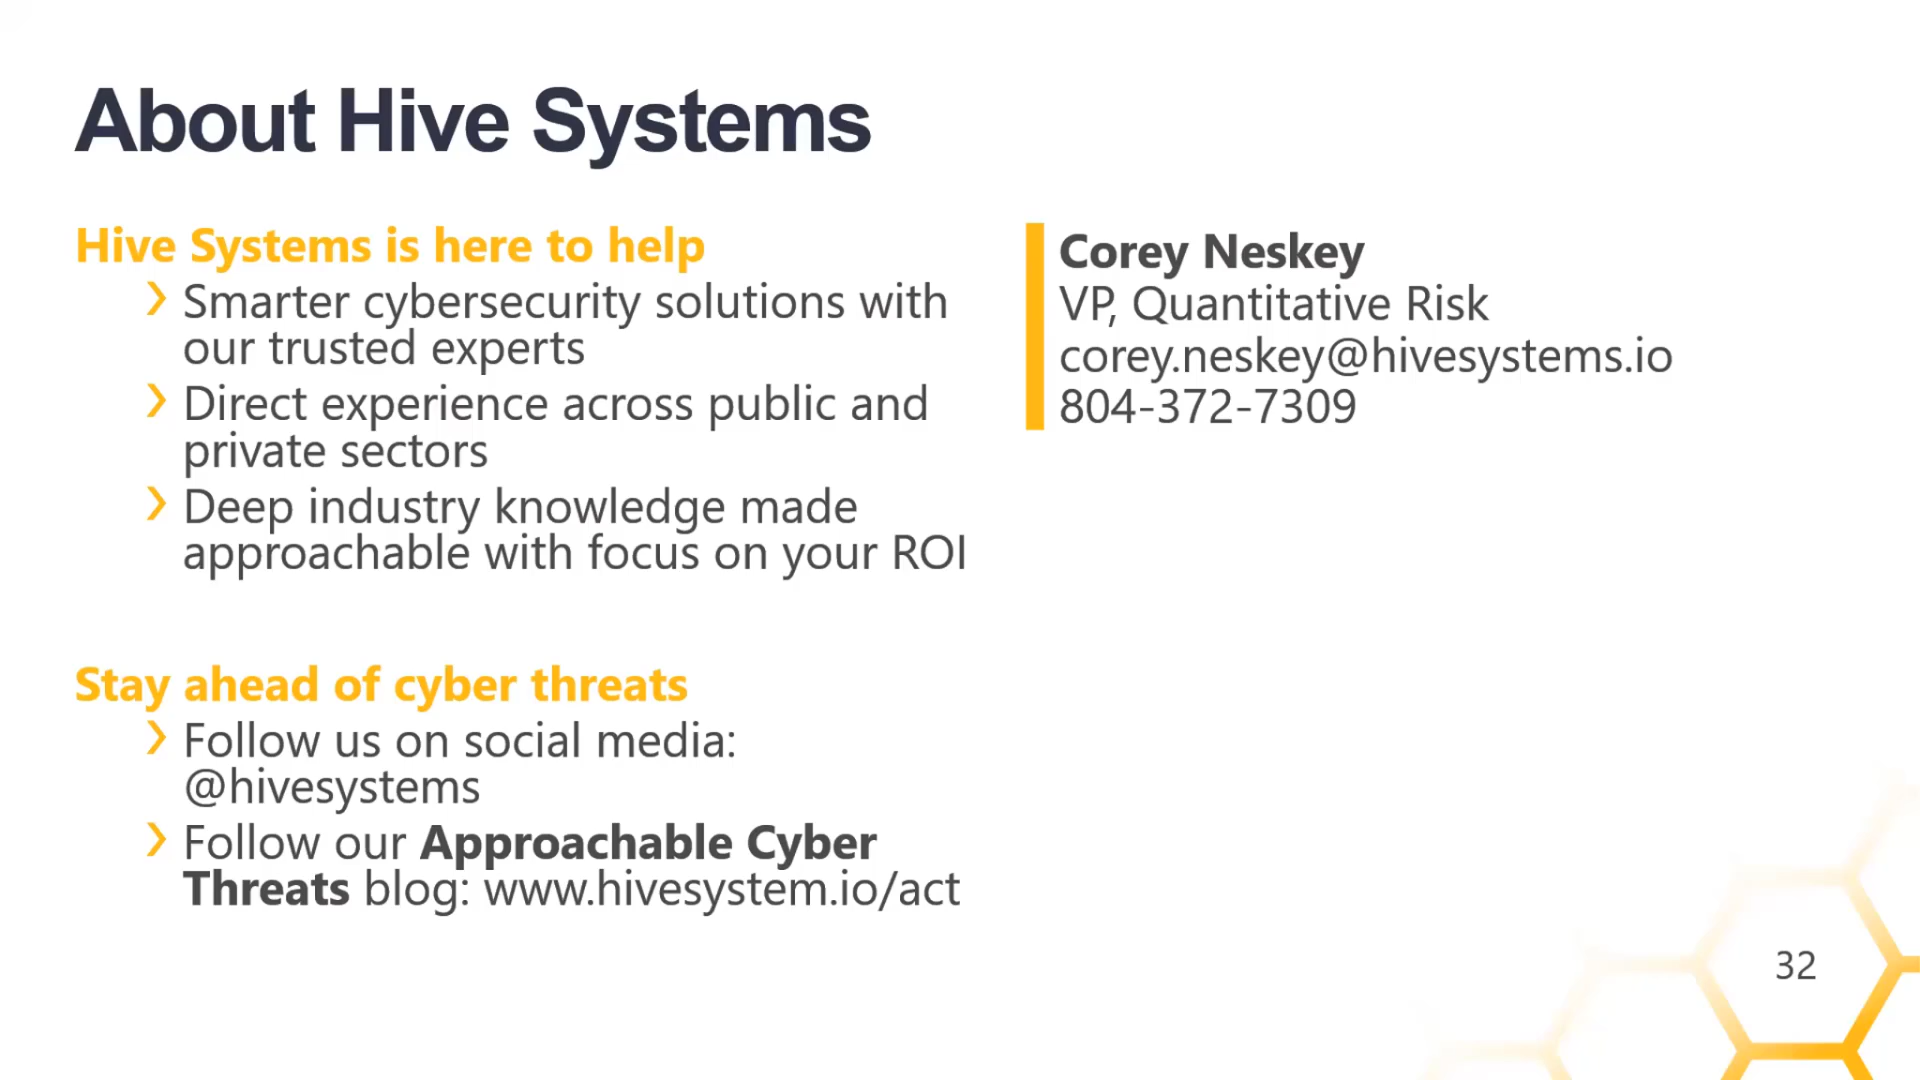 About Hive Systems
Hive Systems is here to help
Smarter cybersecurity solutions with
our trusted experts
Direct experience across public and
private sectors
Deep industry knowledge made
approachable with focus on your ROI
Stay ahead of cyber threats
Follow us on social media:
@hivesystems
Follow our Approachable Cyber
Threats blog: www.hivesystem.io/act
Corey Neskey
VP, Quantitative Risk
corey.neskey@hivesystems.io
804-372-7309
32